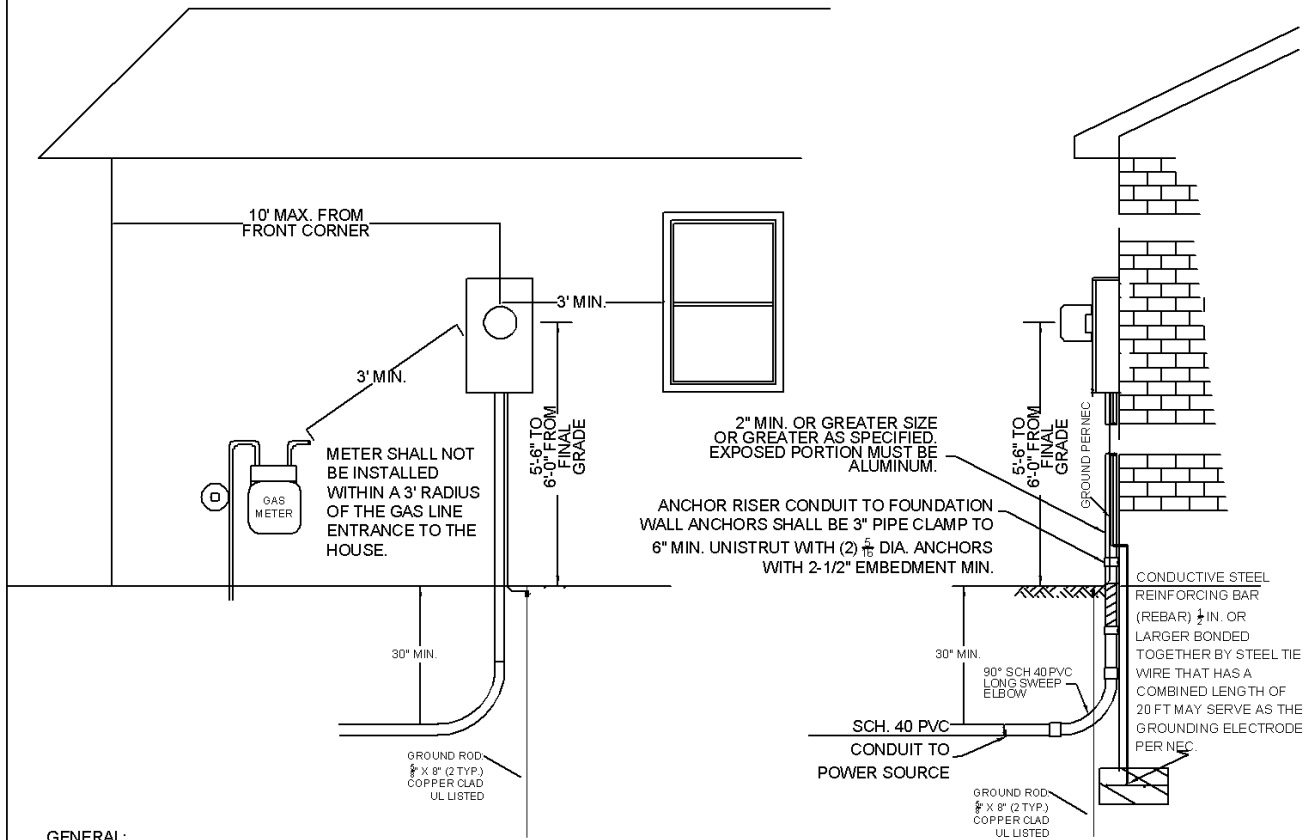 10' MAX. FROM
FRONT CORNER
3' MIN.
3' MIN.
GAS
METER
METER SHALL NOT
BE INSTALLED
WITHIN A 3' RADIUS
OF THE GAS LINE
ENTRANCE TO THE
HOUSE.
5'-6" TO
6'-0" FROM
FINAL
GRADE
30" MIN.
GROUND ROD
5/8" X 8" (2 TYP.)
COPPER CLAD
UL LISTED
2" MIN. OR GREATER SIZE
OR GREATER AS SPECIFIED.
EXPOSED PORTION MUST BE
ALUMINUM.
ANCHOR RISER CONDUIT TO FOUNDATION
WALL ANCHORS SHALL BE 3" PIPE CLAMP TO
6" MIN. UNISTRUT WITH (2) 5/16 DIA. ANCHORS
WITH 2-1/2" EMBEDMENT MIN.
5'-6" TO
6'-0" FROM
FINAL
GRADE
GROUND PER NEC
30" MIN.
90° SCH 40 PVC
LONG SWEEP
ELBOW
SCH. 40 PVC
CONDUIT TO
POWER SOURCE
GROUND ROD
5/8" X 8" (2 TYP.)
COPPER CLAD
UL LISTED
CONDUCTIVE STEEL
REINFORCING BAR
(REBAR) 1/2 IN. OR
LARGER BONDED
TOGETHER BY STEEL TIE
WIRE THAT HAS A
COMBINED LENGTH OF
20 FT MAY SERVE AS THE
GROUNDING ELECTRODE
PER NEC.
GENERAL: